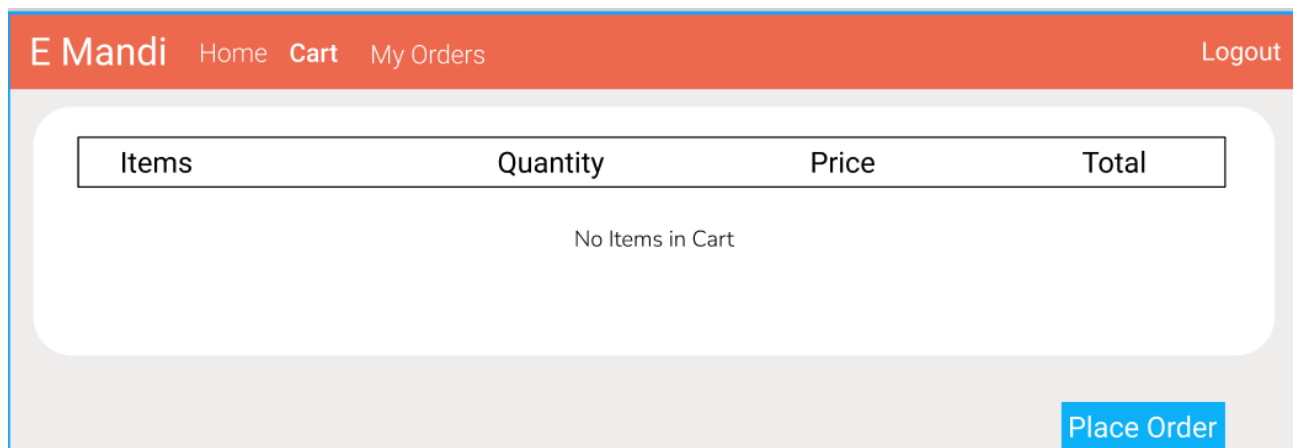 E Mandi Home Cart My Orders Logout
Items Quantity Price Total
No Items in Cart
Place Order